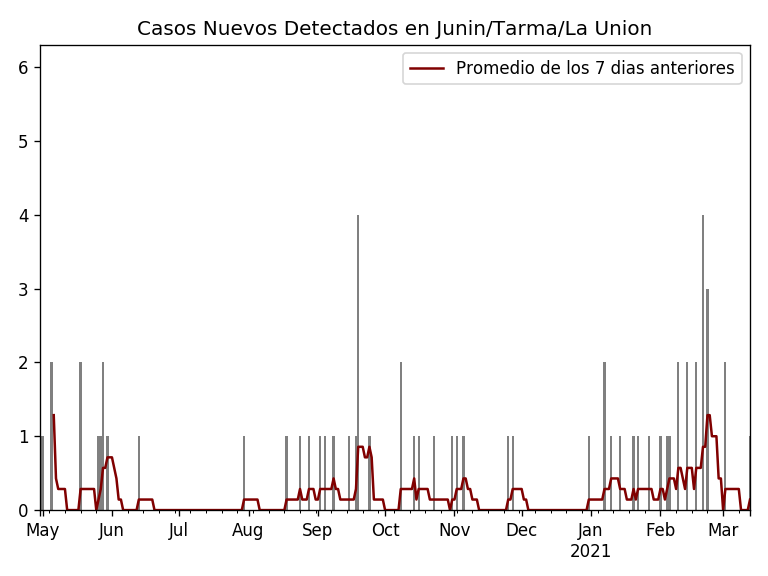 Casos Nuevos Detectados en Junin/Tarma/La Union
Promedio de los 7 dias anteriores
6
5
4
3
2
1
0
May Jun Jul Aug Sep Oct Nov Dec Jan Feb Mar
2021